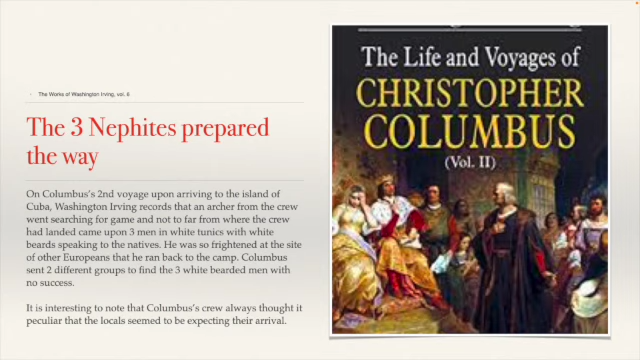 The Works of Washington Irving, vol. 6
The 3 Nephites prepared
the way
On Columbus's 2nd voyage upon arriving to the island of
Cuba, Washington Irving records that an archer from the crew
went searching for game and not to far from where the crew
had landed came upon 3 men in white tunics with white
beards speaking to the natives. He was so frightened at the site
of other Europeans that he ran back to the camp. Columbus
sent 2 different groups to find the 3 white bearded men with
no success.
It is interesting to note that Columbus's crew always thought it
peculiar that the locals seemed to be expecting their arrival.
The Life and Voyages of
CHRISTOPHER
COLUMBUS
(Vol. II)